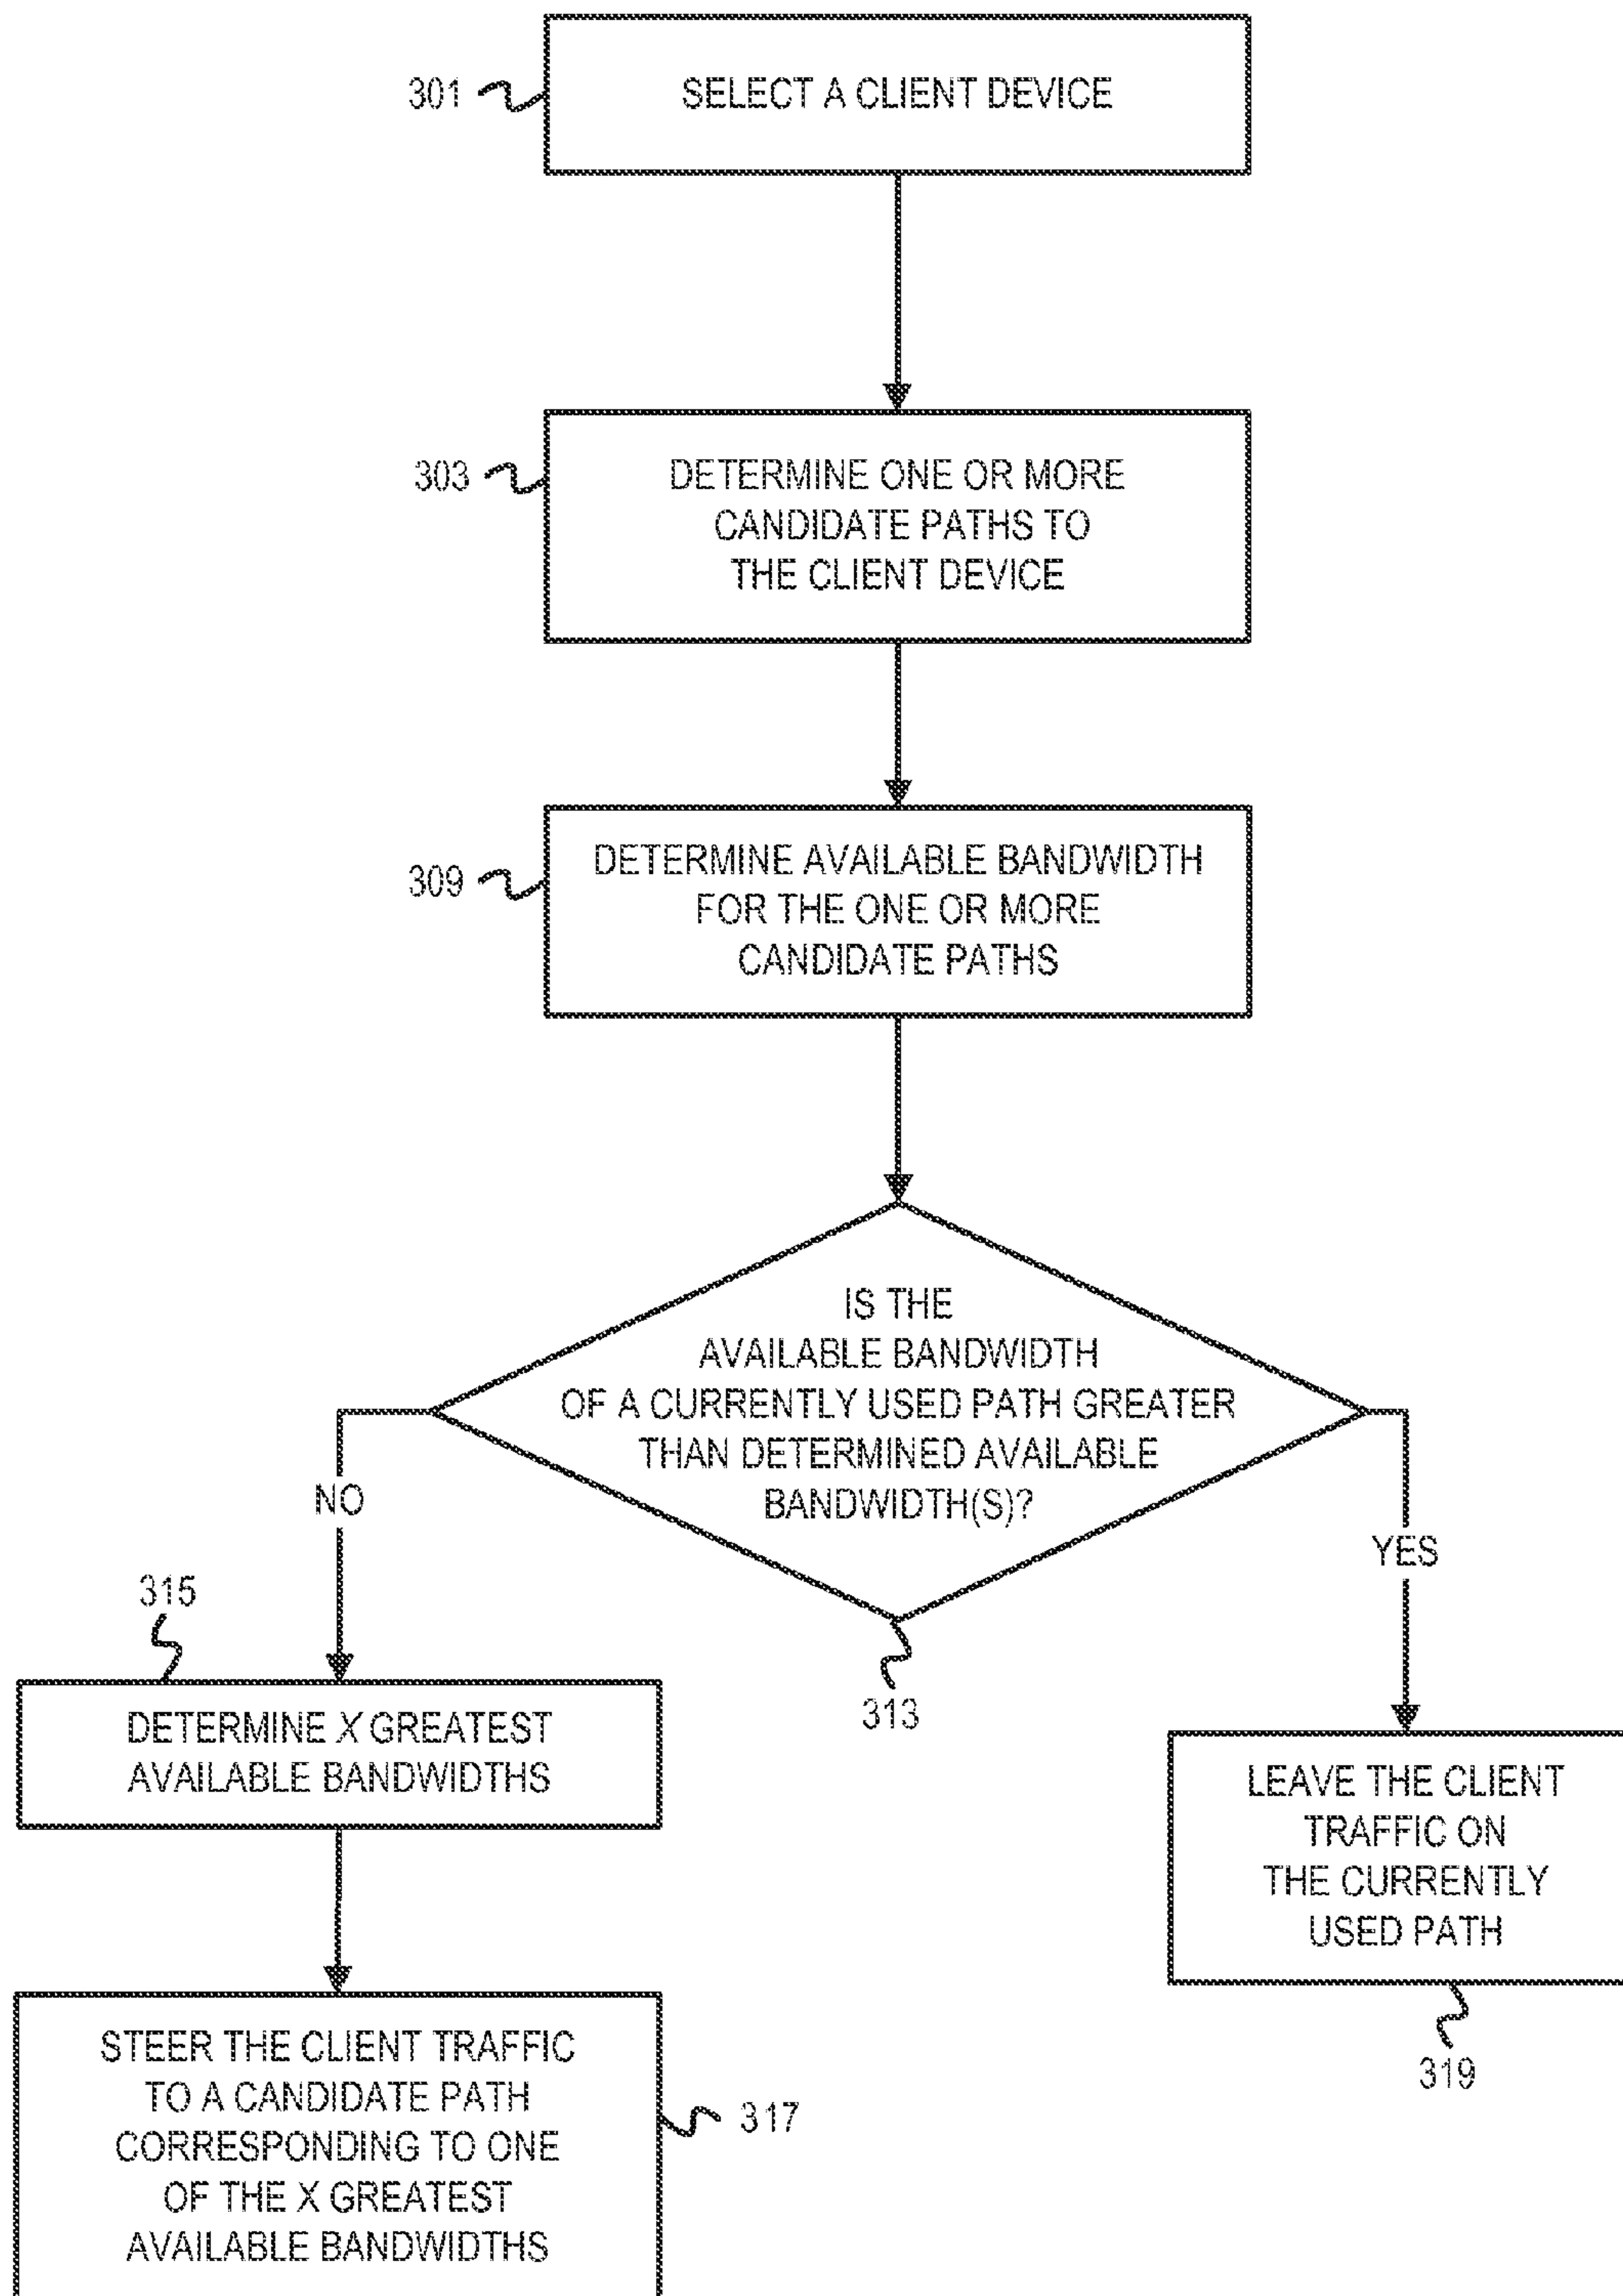 301
SELECT A CLIENT DEVICE
303
DETERMINE ONE OR MORE
CANDIDATE PATHS TO
THE CLIENT DEVICE
309
DETERMINE AVAILABLE BANDWIDTH
FOR THE ONE OR MORE
CANDIDATE PATHS
IS THE
AVAILABLE BANDWIDTH
OF A CURRENTLY USED PATH GREATER
THAN DETERMINED AVAILABLE
BANDWIDTH(S)?
313
NO
YES
315
DETERMINE X GREATEST
AVAILABLE BANDWIDTHS
LEAVE THE CLIENT
TRAFFIC ON
THE CURRENTLY
USED PATH
319
STEER THE CLIENT TRAFFIC
TO A CANDIDATE PATH
CORRESPONDING TO ONE
OF THE X GREATEST
AVAILABLE BANDWIDTHS
317